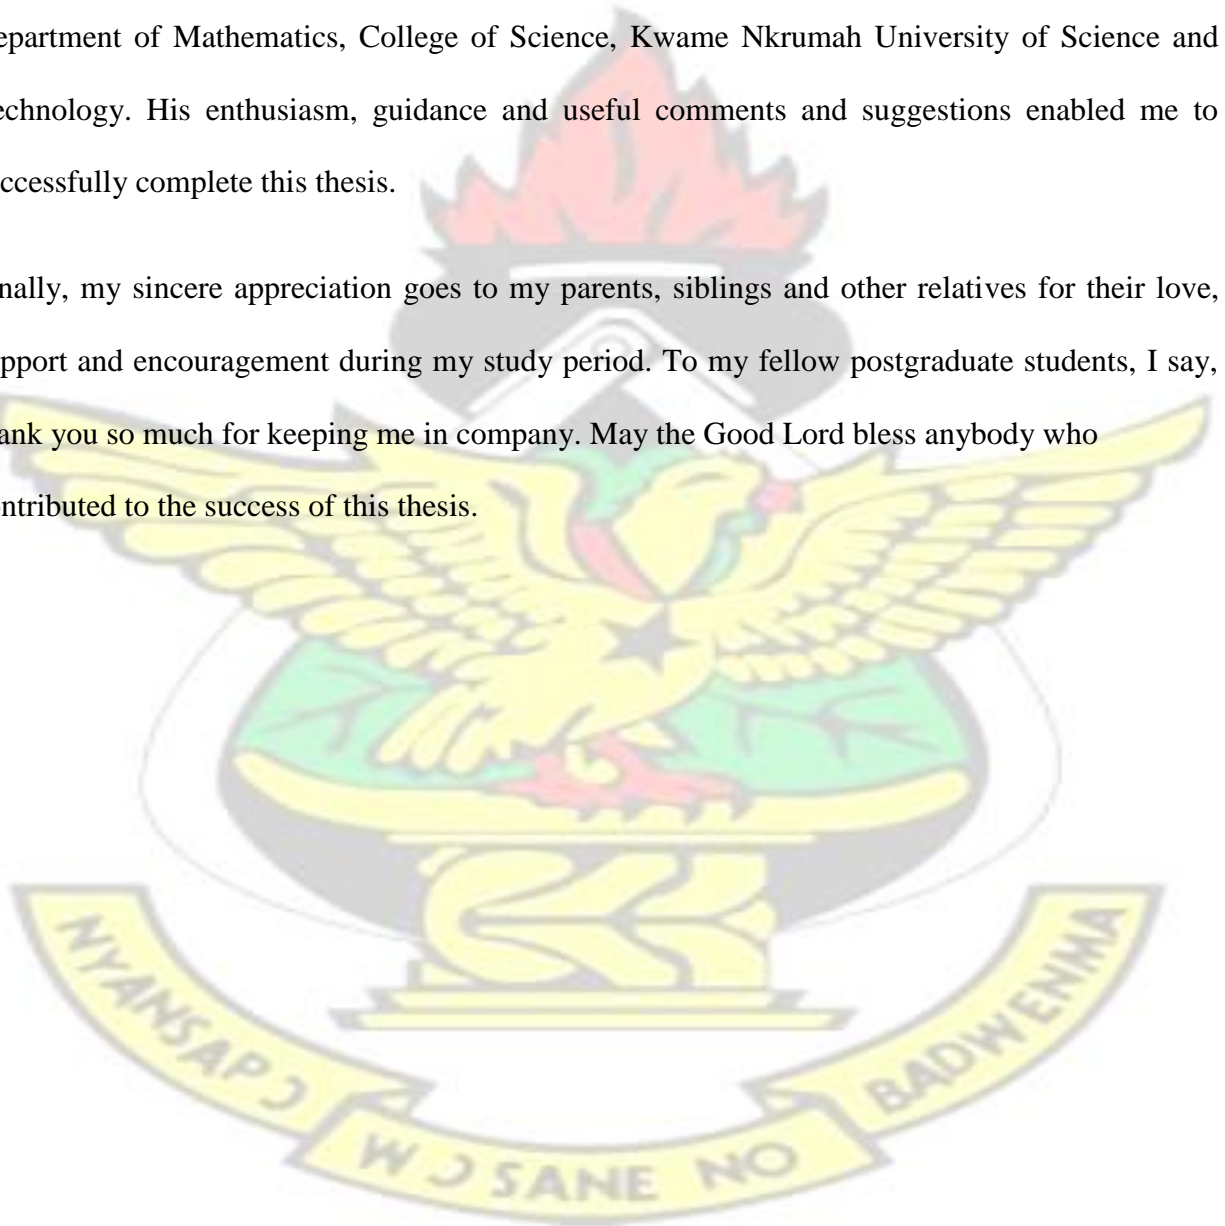 epartment of Mathematics, College of Science, Kwame Nkrumah University of Science and
echnology. His enthusiasm, guidance and useful comments and suggestions enabled me to
ccessfully complete this thesis.
nally, my sincere appreciation goes to my parents, siblings and other relatives for their love,
pport and encouragement during my study period. To my fellow postgraduate students, I say,
ank you so much for keeping me in company. May the Good Lord bless anybody who
ntributed to the success of this thesis.
NYANSAPƆ WƆSANE NO BADWENMA